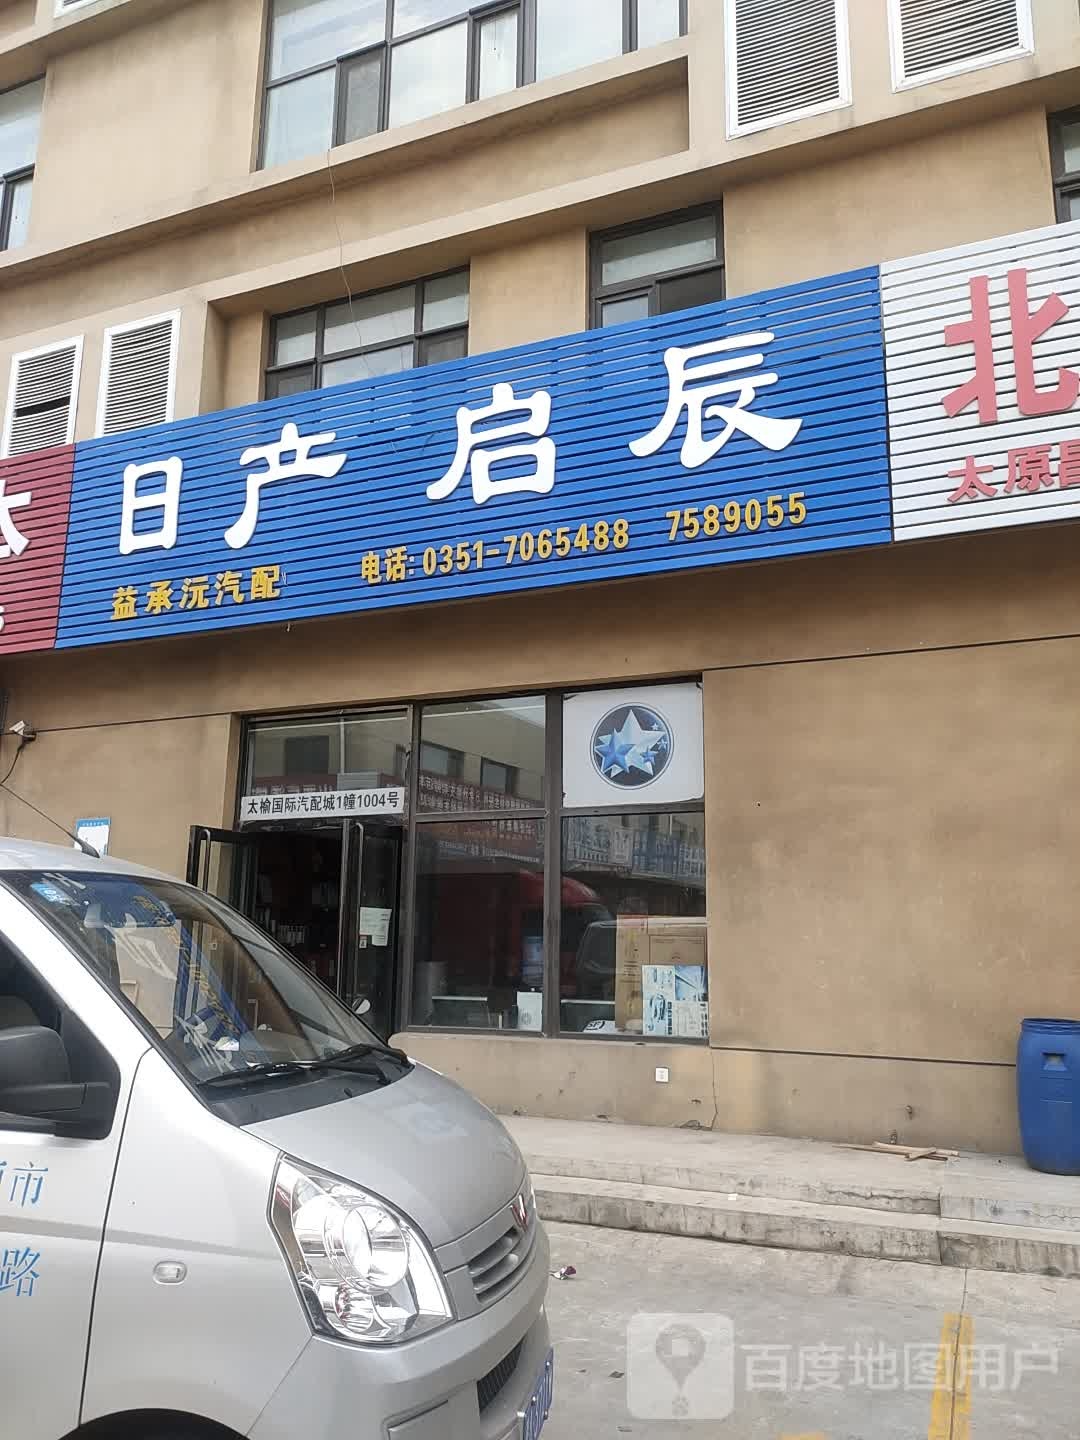 日产 启辰
益承沅汽配 电话:0351-7065488 7589055
北
太原昌
太榆国际汽配城1幢1004号
市
路
百度地图用户